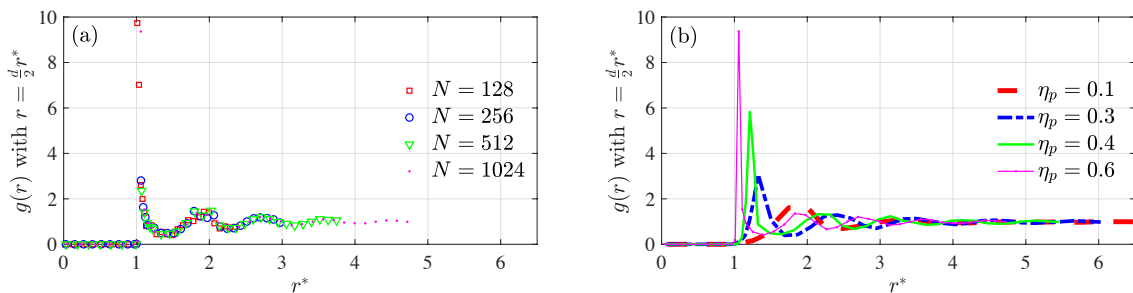 (a)
g(r) with r = d/2 r*
10
8
6
4
2
0
N = 128
N = 256
N = 512
N = 1024
0 1 2 3 4 5 6
r*
(b)
g(r) with r = d/2 r*
10
8
6
4
2
0
η_p = 0.1
η_p = 0.3
η_p = 0.4
η_p = 0.6
0 1 2 3 4 5 6
r*